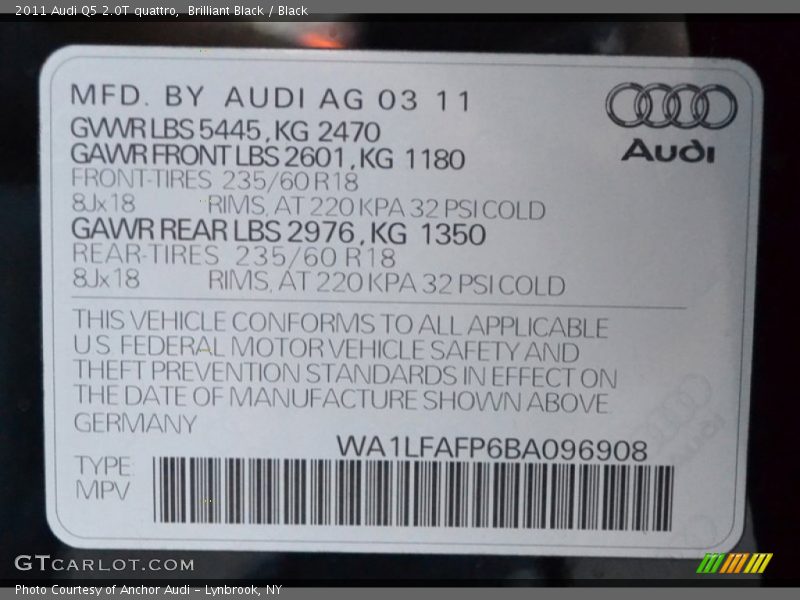 2011 Audi Q5 2.0T quattro,  Brilliant Black / Black
MFD. BY AUDI AG 03 11
GVWR LBS 5445, KG 2470
GAWR FRONT LBS 2601, KG 1180
FRONT-TIRES 235/60 R18
8Jx18 RIMS, AT 220 KPA 32 PSI COLD
GAWR REAR LBS 2976, KG 1350
REAR-TIRES 235/60 R18
8Jx18 RIMS, AT 220 KPA 32 PSI COLD
Audi
THIS VEHICLE CONFORMS TO ALL APPLICABLE
U.S. FEDERAL MOTOR VEHICLE SAFETY AND
THEFT PREVENTION STANDARDS IN EFFECT ON
THE DATE OF MANUFACTURE SHOWN ABOVE.
GERMANY
WA1LFAFP6BA096908
TYPE
MPV
GTCARLOT.COM
Photo Courtesy of Anchor Audi – Lynbrook, NY